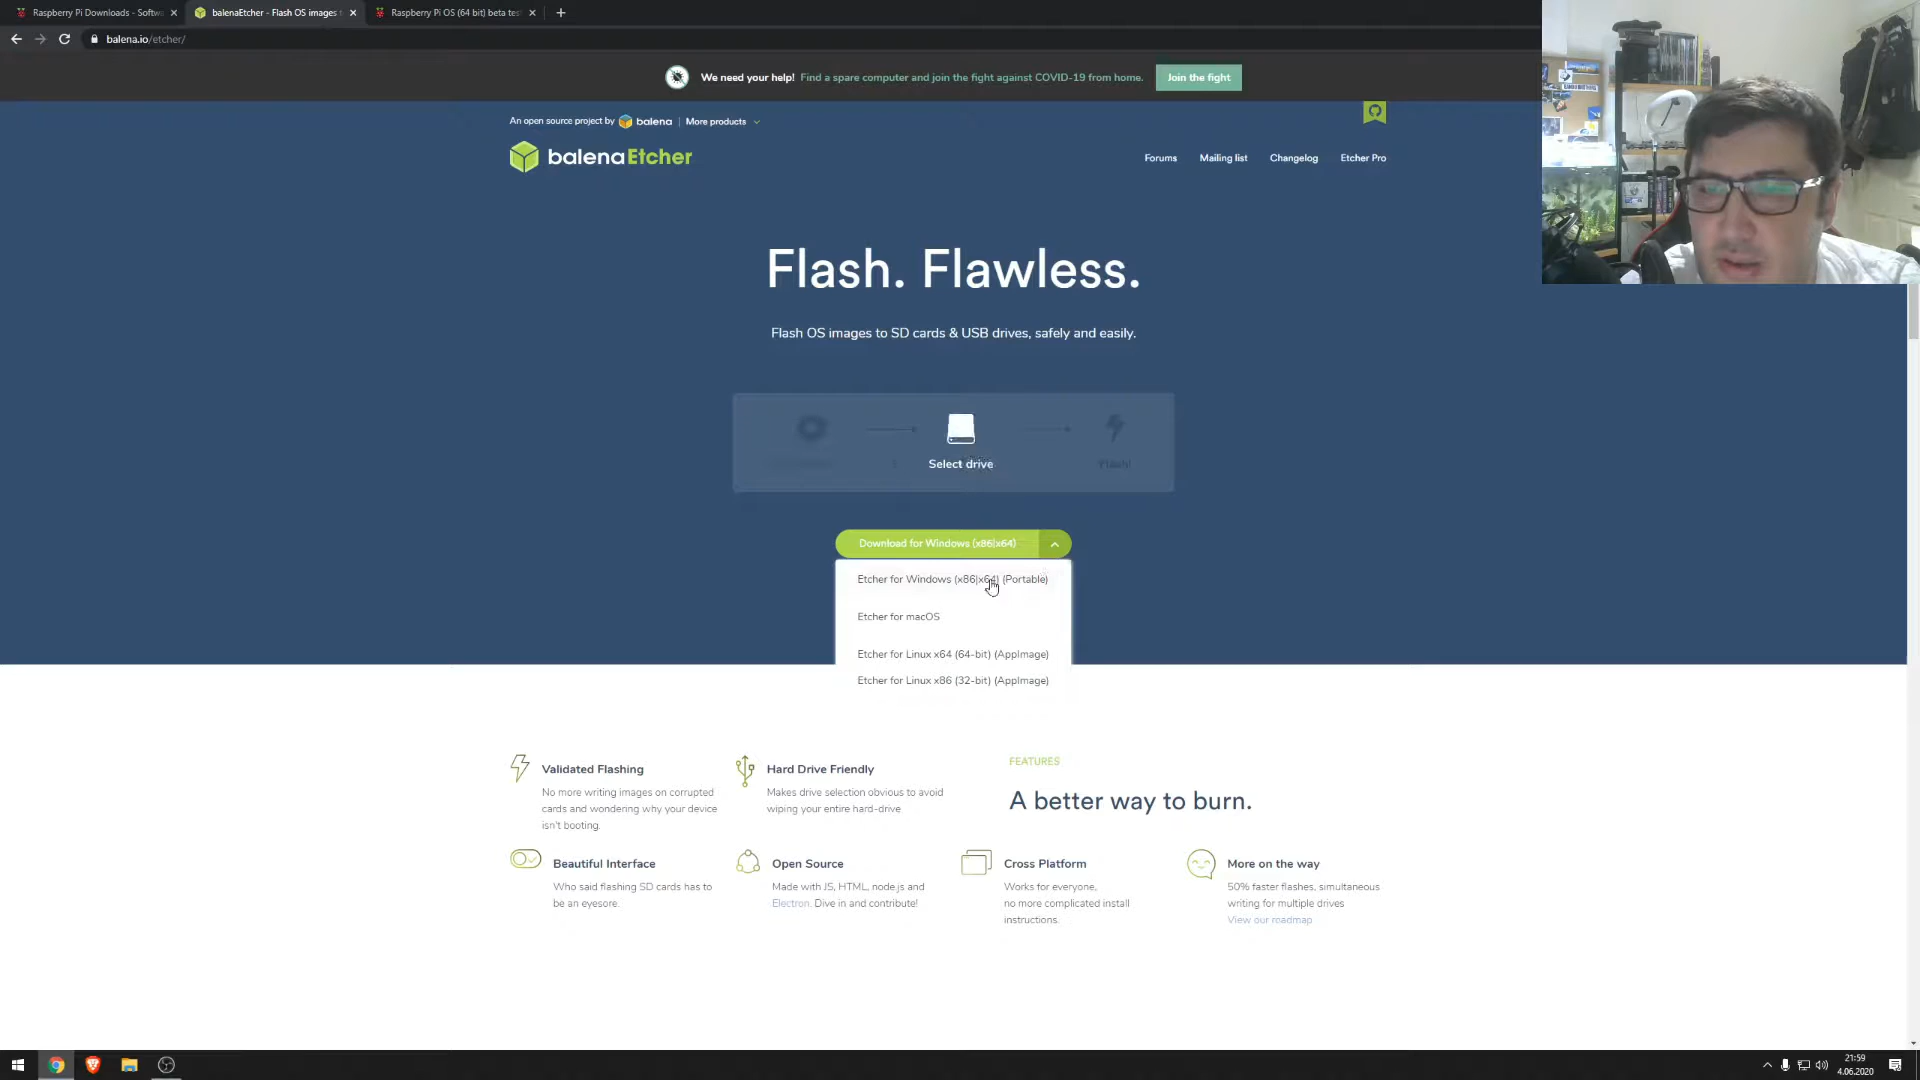 Raspberry Pi Downloads - Softw
balenaEtcher - Flash OS images
Raspberry Pi OS (64 bit) beta te
balena.io/etcher/
We need your help! Find a spare computer and join the fight against COVID-19 from home.
Join the fight
An open source project by balena | More products
balenaEtcher
Forums
Mailing list
Changelog
Etcher Pro
Flash. Flawless.
Flash OS images to SD cards & USB drives, safely and easily.
Select drive
Flash!
Download for Windows (x86|x64)
Etcher for Windows (x86|x64) (Portable)
Etcher for macOS
Etcher for Linux x64 (64-bit) (AppImage)
Etcher for Linux x86 (32-bit) (AppImage)
Validated Flashing
No more writing images on corrupted
cards and wondering why your device
isn't booting.
Hard Drive Friendly
Makes drive selection obvious to avoid
wiping your entire hard-drive
FEATURES
A better way to burn.
Beautiful Interface
Who said flashing SD cards has to
be an eyesore.
Open Source
Made with JS, HTML, node.js and
Electron. Dive in and contribute!
Cross Platform
Works for everyone,
no more complicated install
instructions.
More on the way
50% faster flashes, simultaneous
writing for multiple drives
View our roadmap
21:59
4.06.2020